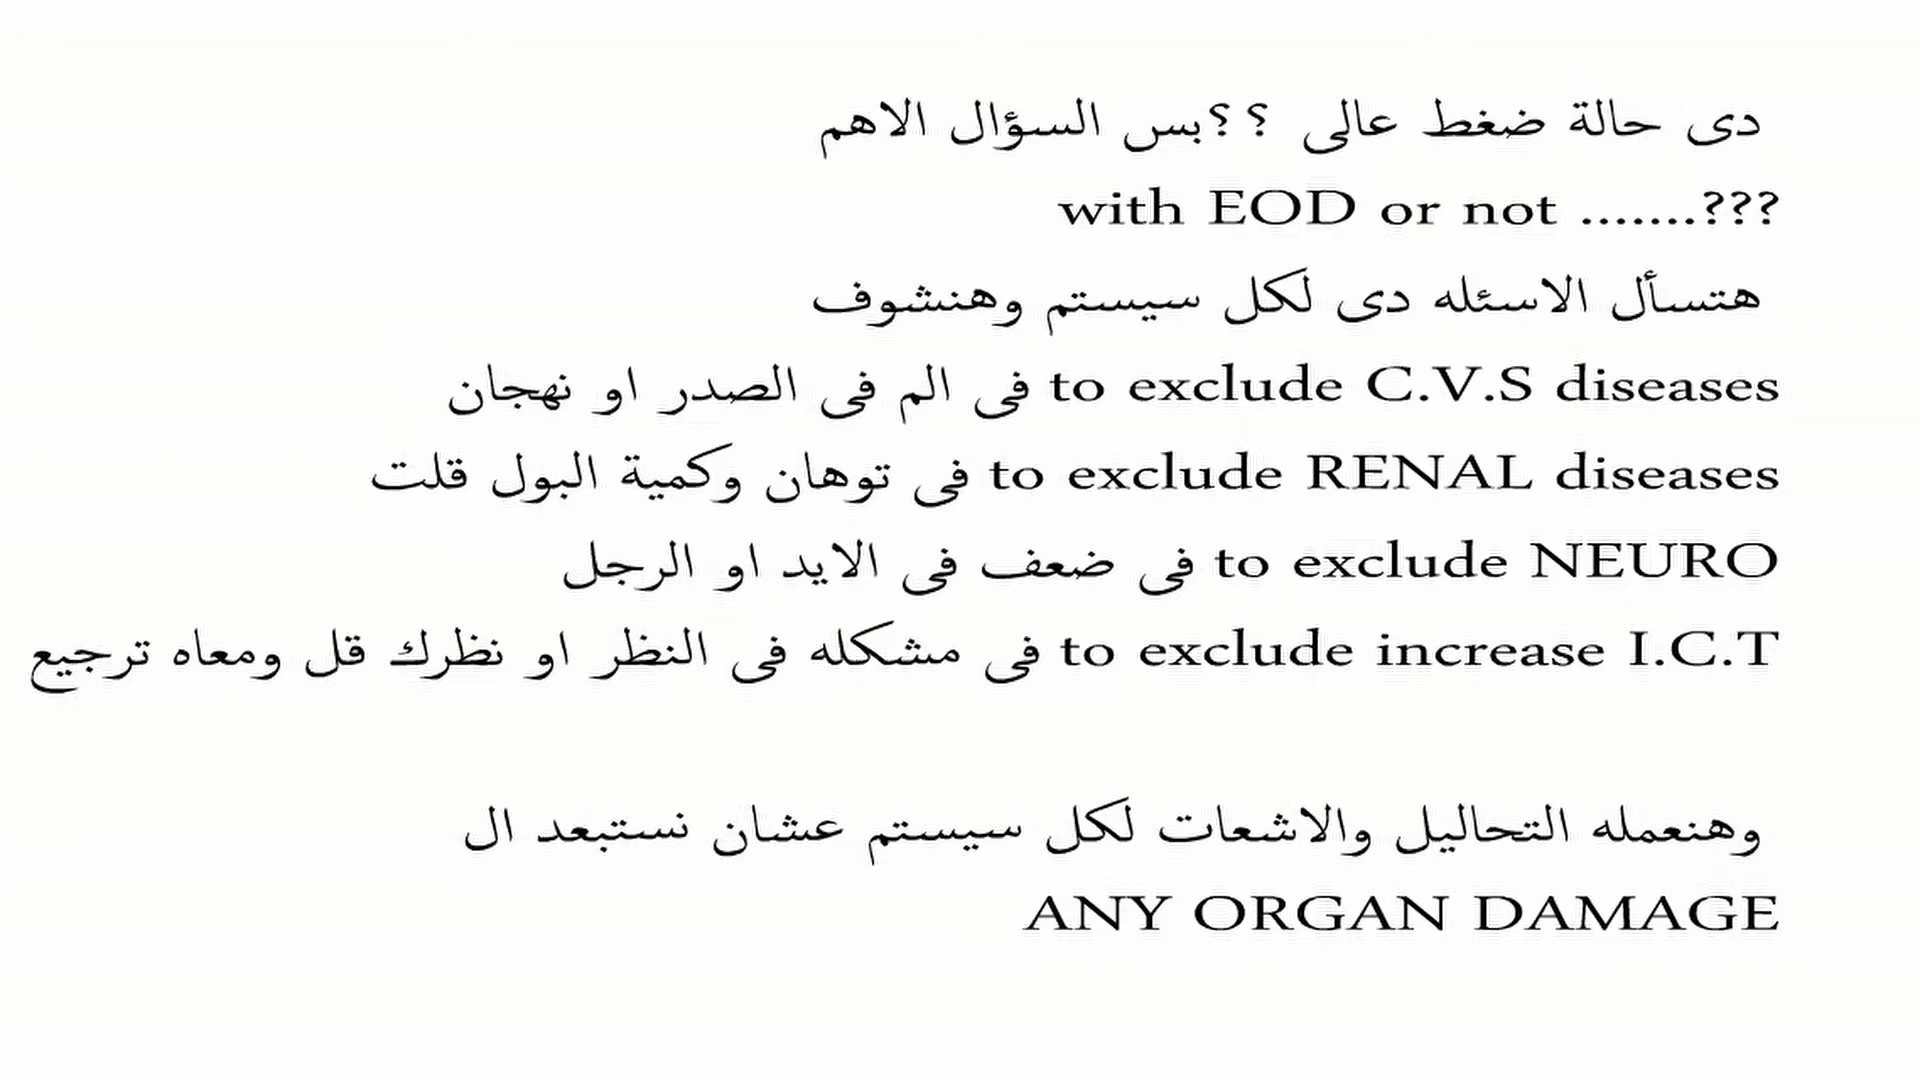 دى حالة ضغط عالى ؟ ؟بس السؤال الاهم
with EOD or not .......???
هتسأل الاسئله دى لكل سيستم وهنشوف
to exclude C.V.S diseases فى الم فى الصدر او نهجان
to exclude RENAL diseases فى توهان وكمية البول قلت
to exclude NEURO فى ضعف فى الايد او الرجل
to exclude increase I.C.T فى مشكله فى النظر او نظرك قل ومعاه ترجيع
وهنعمله التحاليل والاشعات لكل سيستم عشان نستبعد ال
ANY ORGAN DAMAGE